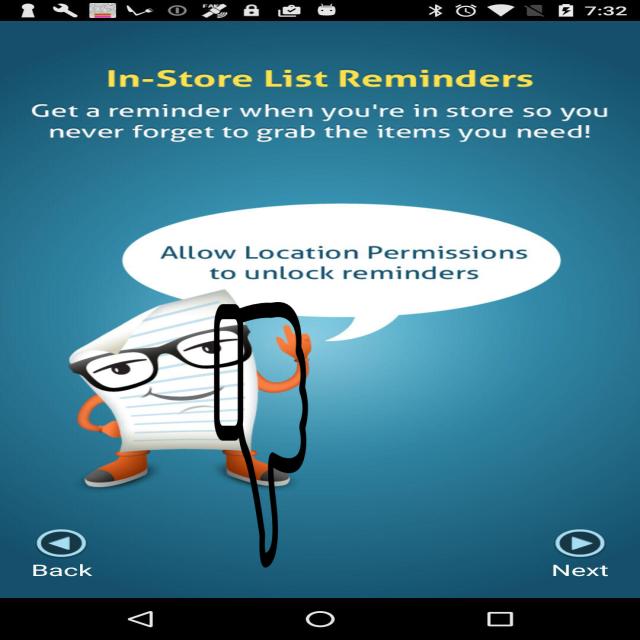 7:32
In-Store List Reminders
Get a reminder when you're in store so you
never forget to grab the items you need!
Allow Location Permissions
to unlock reminders
Back
Next